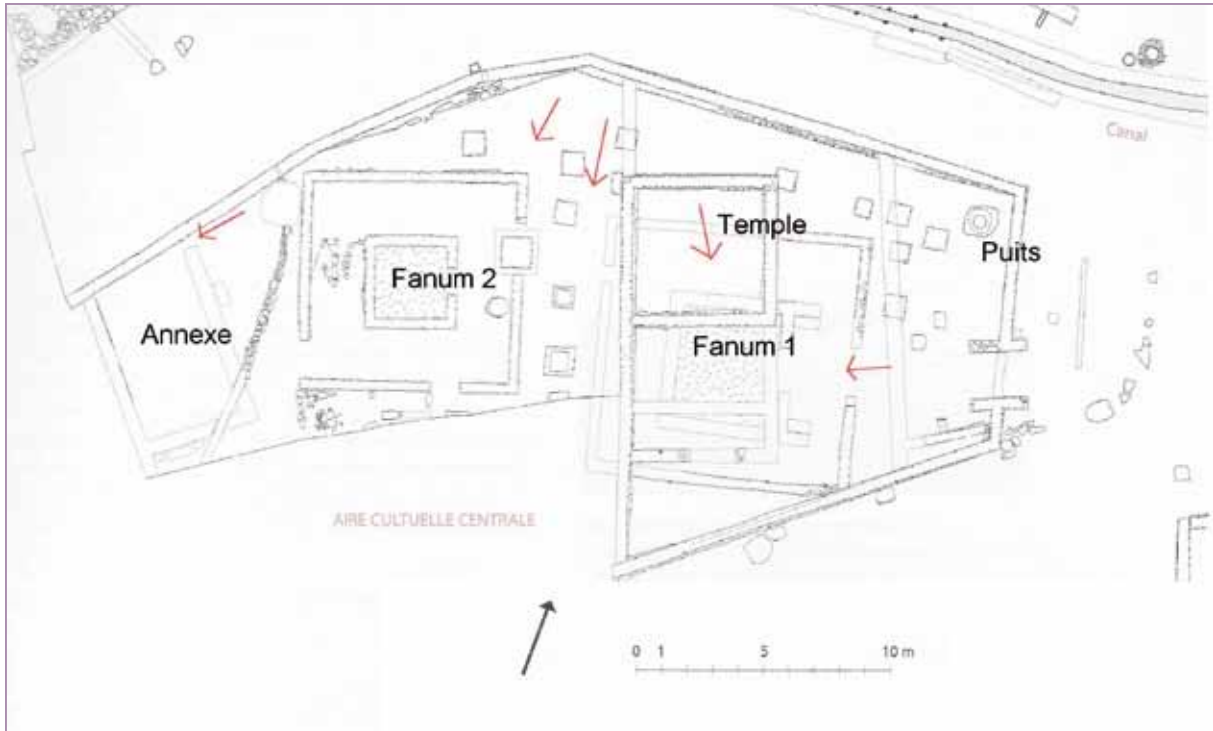 Canal
Temple
Puits
Fanum 2
Annexe
Fanum 1
AIRE CULTUELLE CENTRALE
0 1 5 10 m